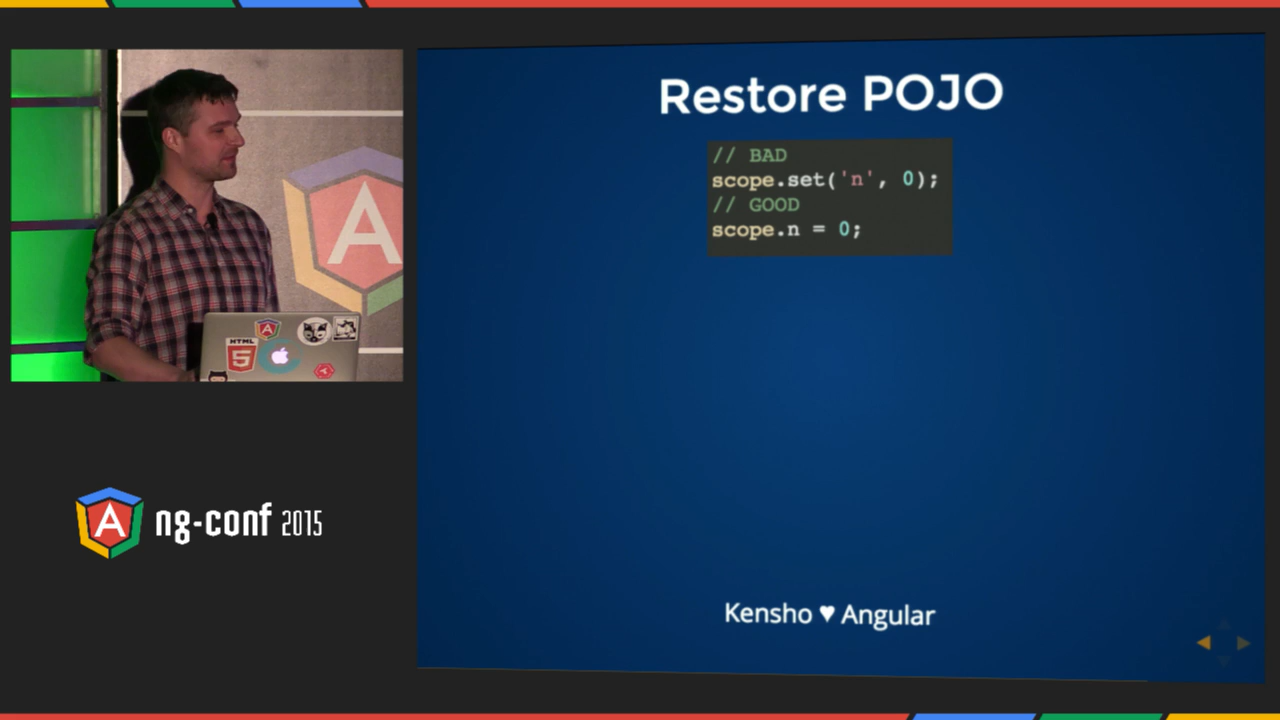 Restore POJO
// BAD
scope.set('n', 0);
// GOOD
scope.n = 0;
Kensho ♥ Angular
A
HTML
5
A
ng-conf 2015